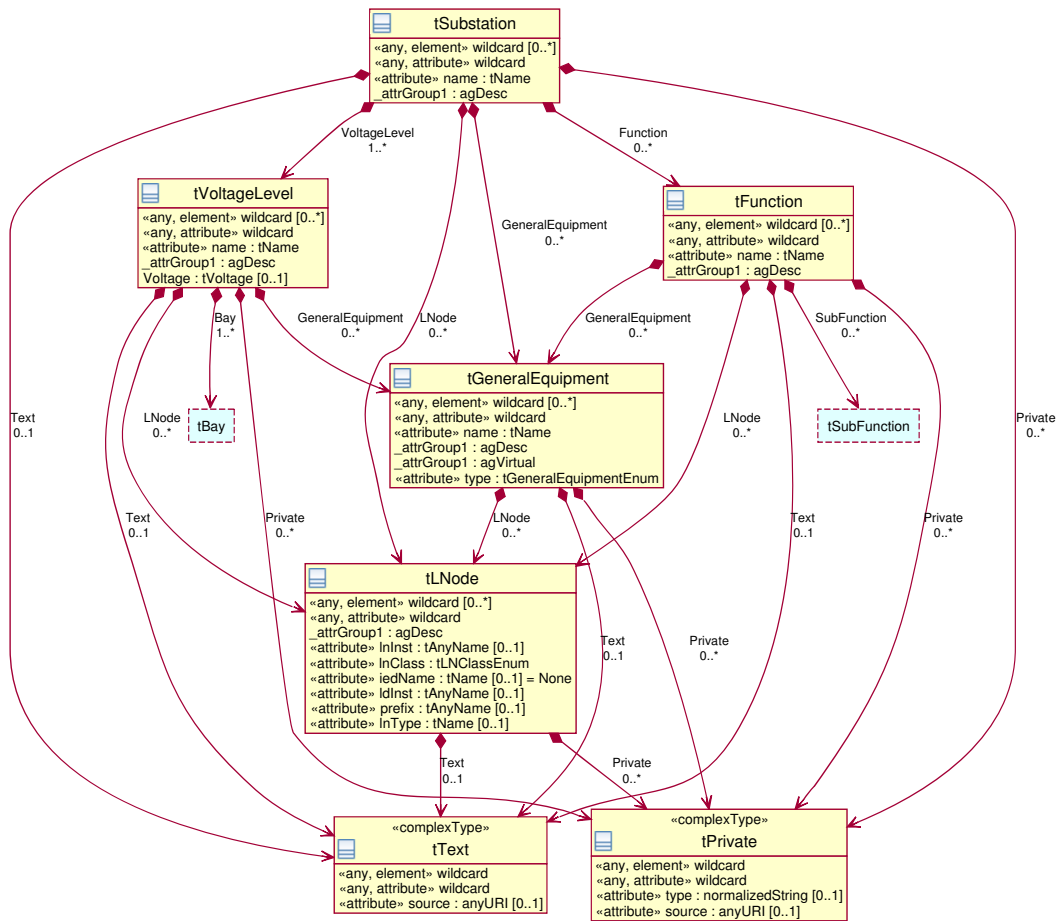 tSubstation
«any, element» wildcard [0..*]
«any, attribute» wildcard
«attribute» name : tName
_attrGroup1 : agDesc
VoltageLevel
1..*
Function
0..*
tVoltageLevel
«any, element» wildcard [0..*]
«any, attribute» wildcard
«attribute» name : tName
_attrGroup1 : agDesc
Voltage : tVoltage [0..1]
tFunction
«any, element» wildcard [0..*]
«any, attribute» wildcard
«attribute» name : tName
_attrGroup1 : agDesc
GeneralEquipment
0..*
Bay
1..*
GeneralEquipment
0..*
LNode
0..*
GeneralEquipment
0..*
SubFunction
0..*
tGeneralEquipment
«any, element» wildcard [0..*]
«any, attribute» wildcard
«attribute» name : tName
_attrGroup1 : agDesc
_attrGroup1 : agVirtual
«attribute» type : tGeneralEquipmentEnum
Text
0..1
LNode
0..*
tBay
LNode
0..*
tSubFunction
Private
0..*
Text
0..1
Private
0..*
LNode
0..*
Text
0..1
Private
0..*
tLNode
«any, element» wildcard [0..*]
«any, attribute» wildcard
_attrGroup1 : agDesc
«attribute» lnInst : tAnyName [0..1]
«attribute» lnClass : tLNClassEnum
«attribute» iedName : tName [0..1] = None
«attribute» ldInst : tAnyName [0..1]
«attribute» prefix : tAnyName [0..1]
«attribute» lnType : tName [0..1]
Text
0..1
Private
0..*
Text
0..1
Private
0..*
«complexType»
tText
«any, element» wildcard
«any, attribute» wildcard
«attribute» source : anyURI [0..1]
«complexType»
tPrivate
«any, element» wildcard
«any, attribute» wildcard
«attribute» type : normalizedString [0..1]
«attribute» source : anyURI [0..1]